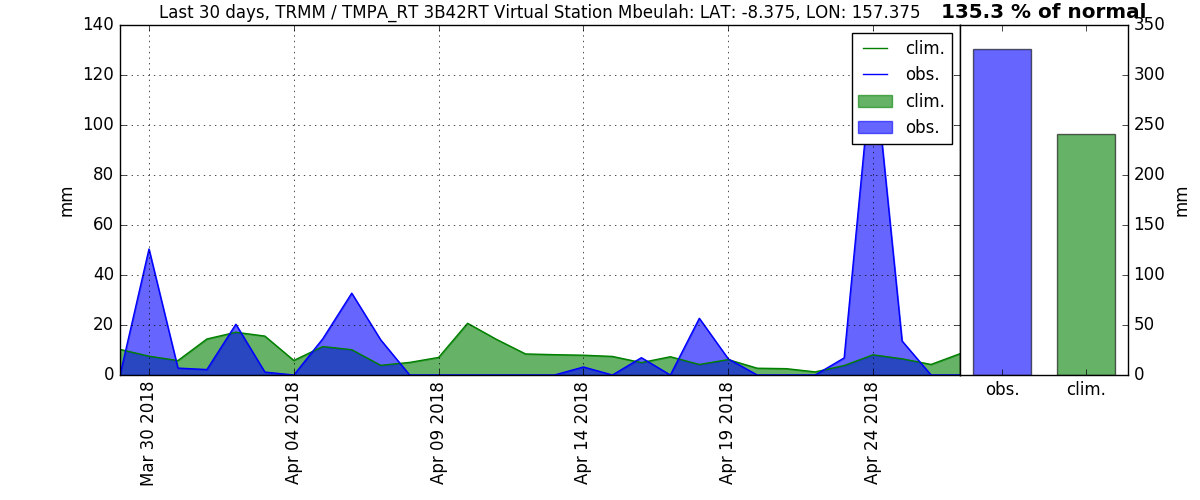 Last 30 days, TRMM / TMPA_RT 3B42RT Virtual Station Mbeulah: LAT: -8.375, LON: 157.375
135.3 % of normal
140
120
100
80
60
40
20
0
mm
clim.
obs.
clim.
obs.
Mar 30 2018
Apr 04 2018
Apr 09 2018
Apr 14 2018
Apr 19 2018
Apr 24 2018
350
300
250
200
150
100
50
0
mm
obs.
clim.